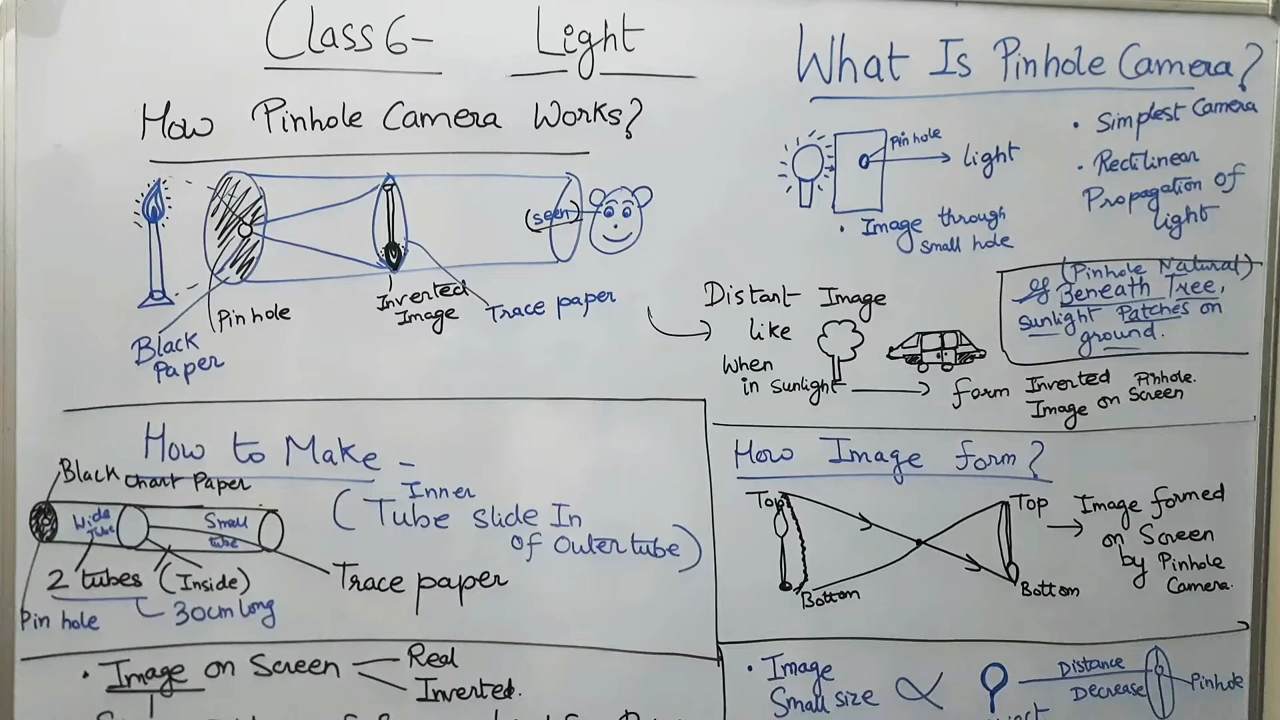 Class 6- Light
How Pinhole Camera Works?
(seen)
Pinhole
Inverted
Image
Trace paper
Black
Paper
What Is Pinhole Camera?
Pinhole
light
• Simplest Camera
• Rectilinear
Propagation of
light
• Image through
small hole
Distant Image
like
When
in sunlight
form Inverted Pinhole.
Image on Screen
(Pinhole Natural)
Beneath Tree,
sunlight Patches on
ground.
How to Make -
Black Chart Paper
Wide
Tube
Small
tube
2 tubes (Inside)
30cm long
Pin hole
Trace paper
(Inner
Tube slide In
of Outer tube)
How Image form?
Top
Bottom
Top
Bottom
Image formed
on Screen
by Pinhole
Camera.
• Image on Screen
Real
Inverted.
• Image
Small size ∝
Distance
Decrease
Pinhole